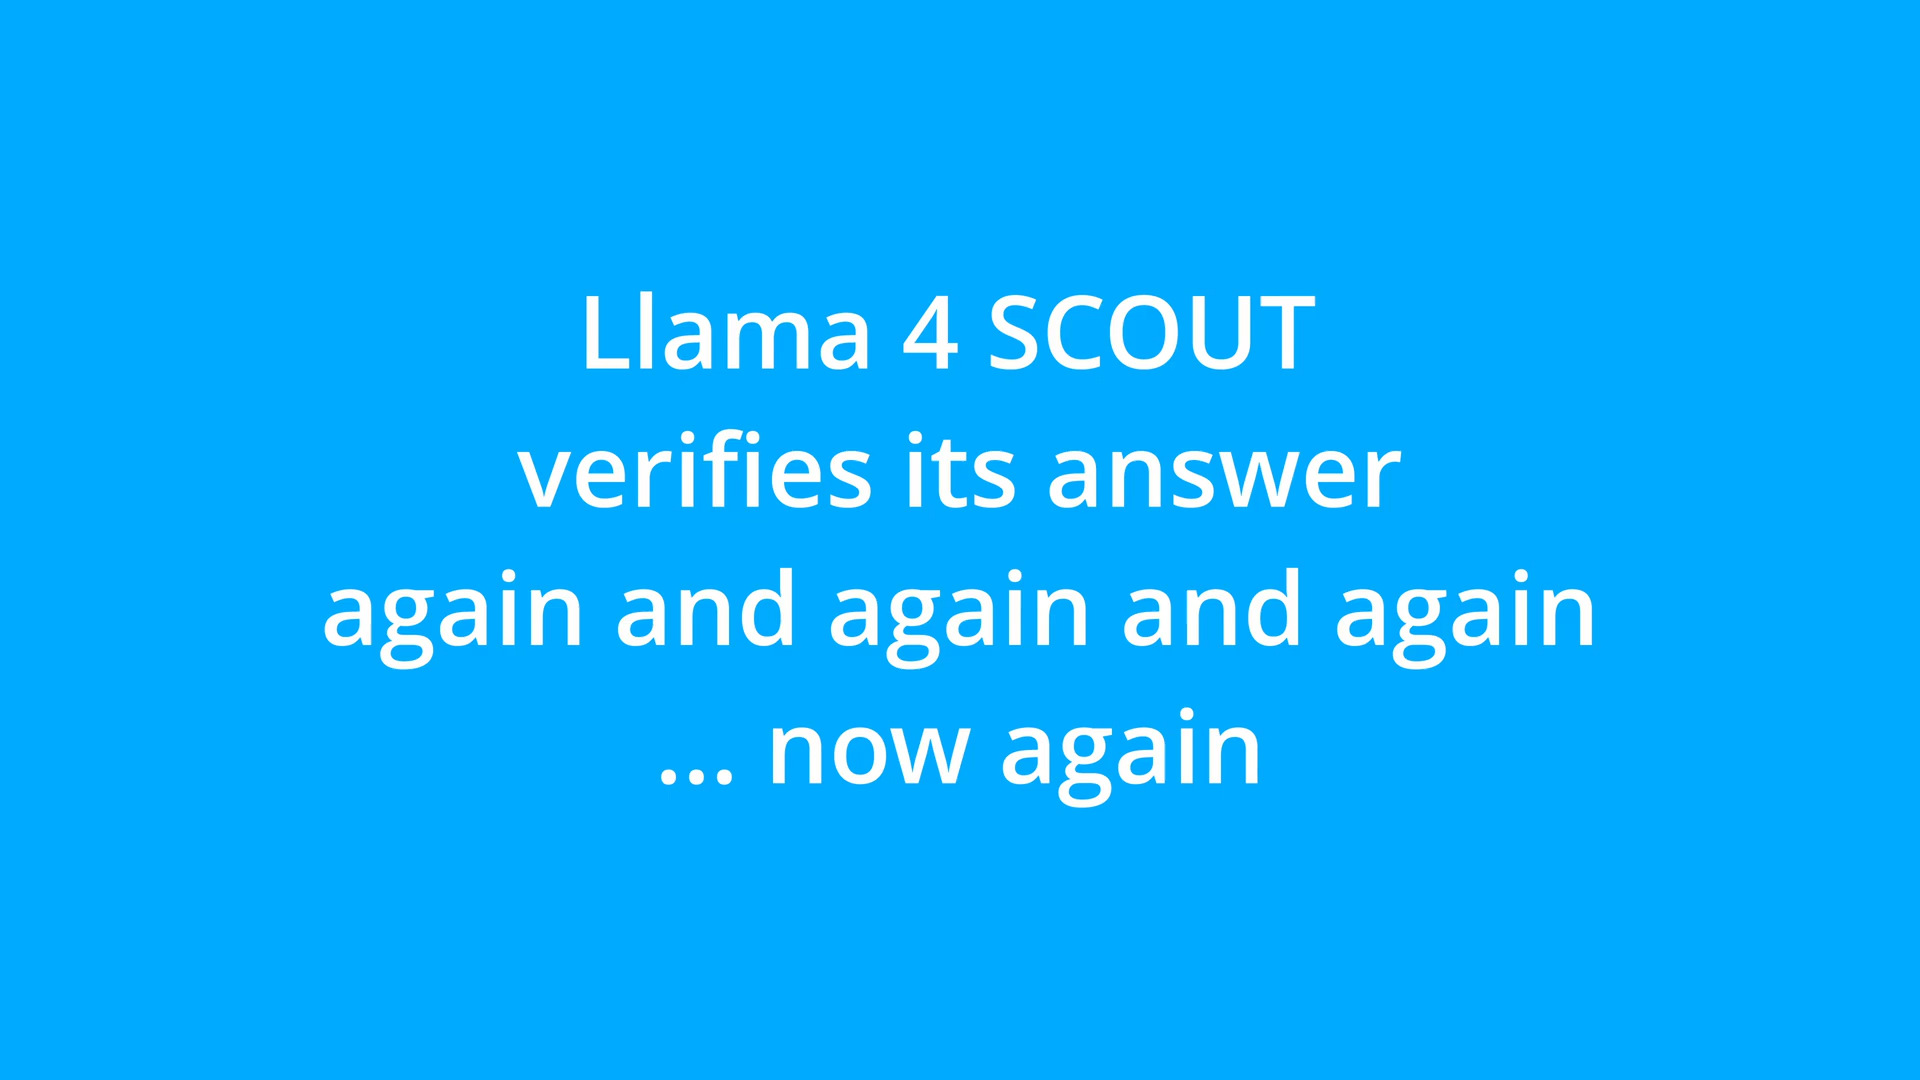 Llama 4 SCOUT
verifies its answer
again and again and again
... now again